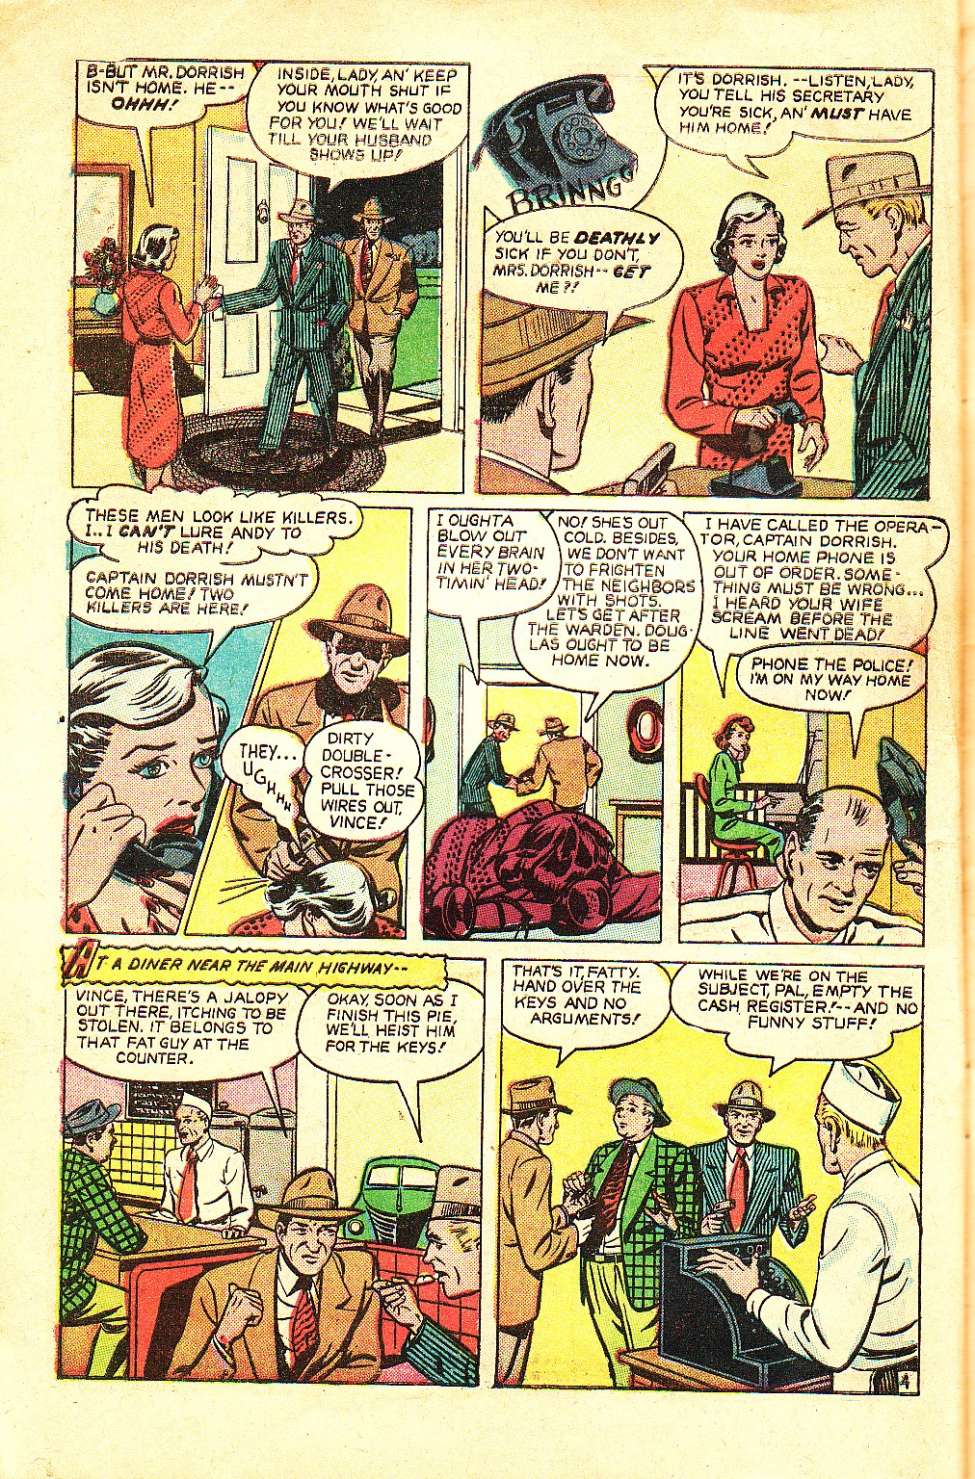 B-BUT MR. DORRISH
ISN'T HOME. HE--
OHHH!
INSIDE, LADY, AN' KEEP
YOUR MOUTH SHUT IF
YOU KNOW WHAT'S GOOD
FOR YOU! WE'LL WAIT
TILL YOUR HUSBAND
SHOWS UP!
BRINNGG
IT'S DORRISH. --LISTEN, LADY,
YOU TELL HIS SECRETARY
YOU'RE SICK, AN' MUST HAVE
HIM HOME!
YOU'LL BE DEATHLY
SICK IF YOU DON'T,
MRS. DORRISH-- GET
ME?!
THESE MEN LOOK LIKE KILLERS.
I..I CAN'T LURE ANDY TO
HIS DEATH!
CAPTAIN DORRISH MUSTN'T
COME HOME! TWO
KILLERS ARE HERE!
THEY...
UGHHHH
DIRTY
DOUBLE-
CROSSER!
PULL THOSE
WIRES OUT,
VINCE!
I OUGHTA
BLOW OUT
EVERY BRAIN
IN HER TWO-
TIMIN' HEAD!
NO! SHE'S OUT
COLD. BESIDES,
WE DON'T WANT
TO FRIGHTEN
THE NEIGHBORS
WITH SHOTS.
LET'S GET AFTER
THE WARDEN. DOUG-
LAS OUGHT TO BE
HOME NOW.
I HAVE CALLED THE OPERA-
TOR, CAPTAIN DORRISH.
YOUR HOME PHONE IS
OUT OF ORDER. SOME-
THING MUST BE WRONG...
I HEARD YOUR WIFE
SCREAM BEFORE THE
LINE WENT DEAD!
PHONE THE POLICE!
I'M ON MY WAY HOME
NOW!
AT A DINER NEAR THE MAIN HIGHWAY--
VINCE, THERE'S A JALOPY
OUT THERE, ITCHING TO BE
STOLEN. IT BELONGS TO
THAT FAT GUY AT THE
COUNTER.
OKAY, SOON AS I
FINISH THIS PIE,
WE'LL HEIST HIM
FOR THE KEYS!
THAT'S IT, FATTY.
HAND OVER THE
KEYS AND NO
ARGUMENTS!
WHILE WE'RE ON THE
SUBJECT, PAL, EMPTY THE
CASH REGISTER!--AND NO
FUNNY STUFF!
2 00
4